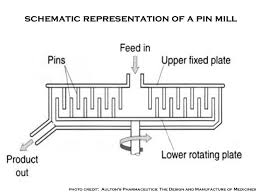 SCHEMATIC REPRESENTATION OF A PIN MILL
Feed in
Pins
Upper fixed plate
Product
out
Lower rotating plate
PHOTO CREDIT: AULTON'S PHARMACEUTICS: THE DESIGN AND MANUFACTURE OF MEDICINES